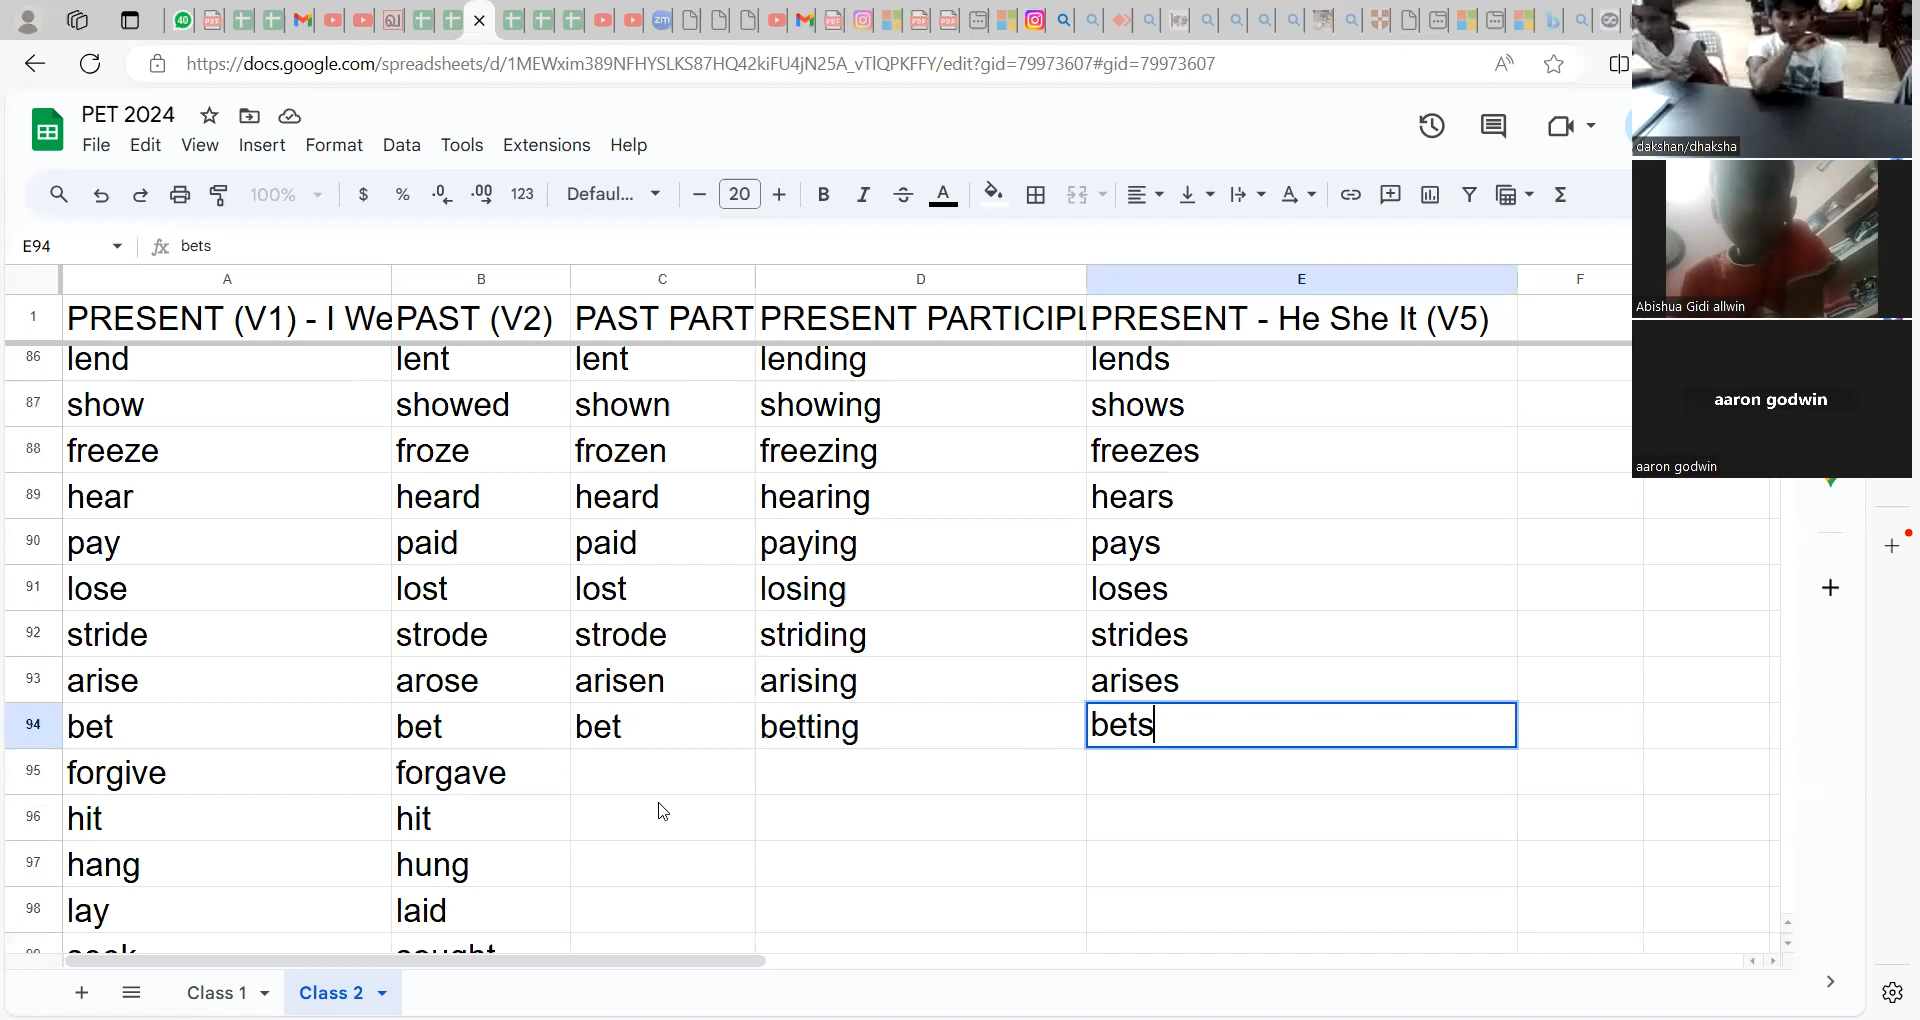 https://docs.google.com/spreadsheets/d/1MEWxim389NFHYSLKS87HQ42kiFU4jN25A_vTlQPKFFY/edit?gid=79973607#gid=79973607
PET 2024
File Edit View Insert Format Data Tools Extensions Help
100% $ % .0 .00 123 Defaul... 20 B I A
E94 fx bets
A B C D E F
1 PRESENT (V1) - I We PAST (V2) PAST PART PRESENT PARTICIPL PRESENT - He She It (V5)
86 lend lent lent lending lends
87 show showed shown showing shows
88 freeze froze frozen freezing freezes
89 hear heard heard hearing hears
90 pay paid paid paying pays
91 lose lost lost losing loses
92 stride strode strode striding strides
93 arise arose arisen arising arises
94 bet bet bet betting bets
95 forgive forgave
96 hit hit
97 hang hung
98 lay laid
Class 1 Class 2
dakshan/dhaksha
Abishua Gidi allwin
aaron godwin
aaron godwin